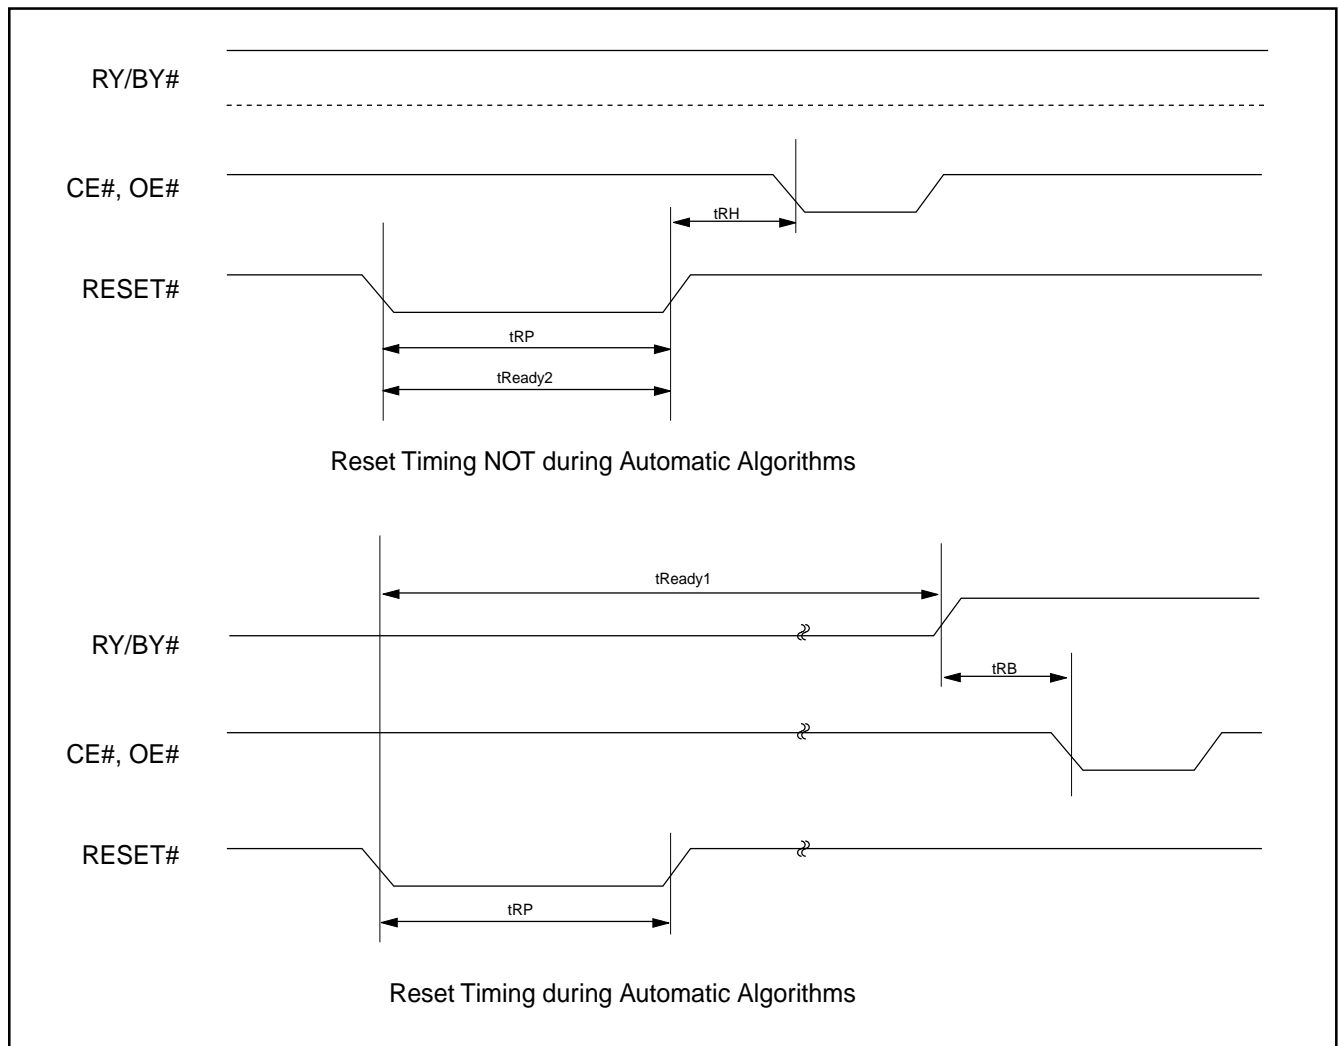 RY/BY#
CE#, OE#
tRH
RESET#
tRP
tReady2
Reset Timing NOT during Automatic Algorithms
tReady1
RY/BY#
tRB
CE#, OE#
RESET#
tRP
Reset Timing during Automatic Algorithms